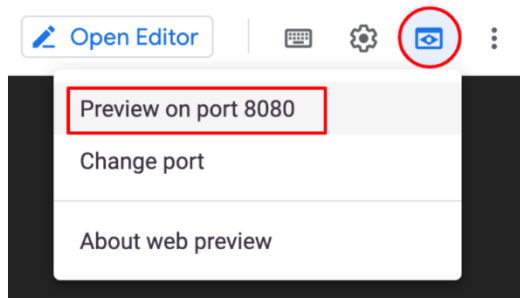 Open Editor
Preview on port 8080
Change port
About web preview